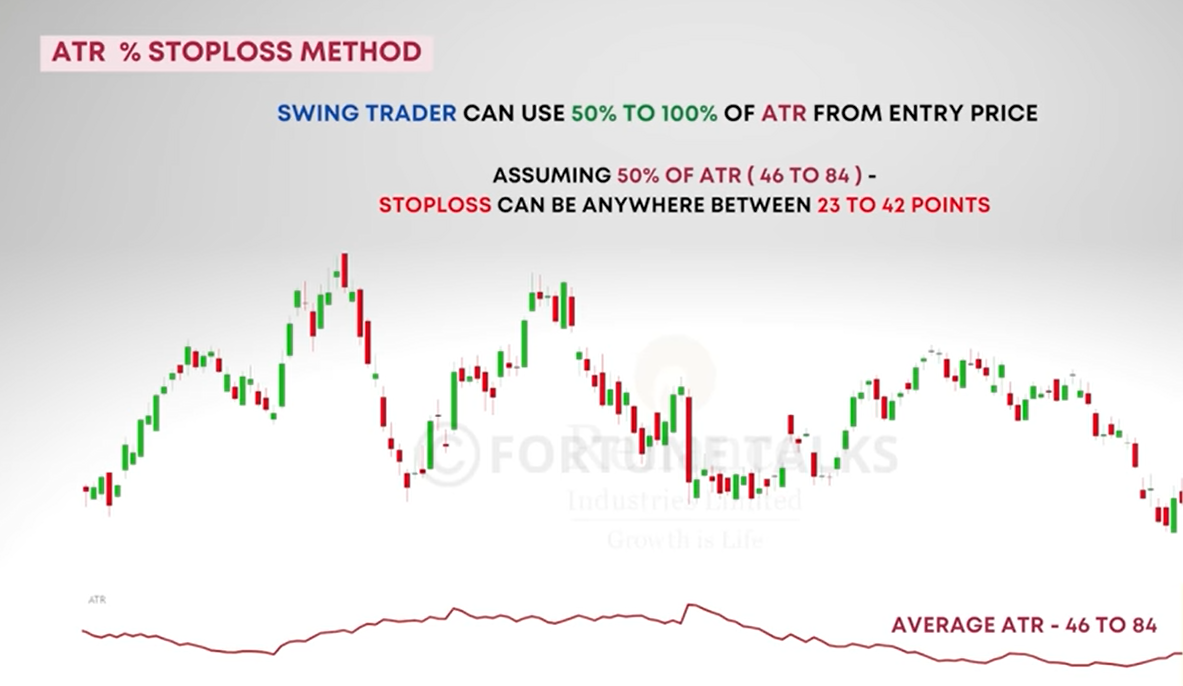 ATR % STOPLOSS METHOD
SWING TRADER CAN USE 50% TO 100% OF ATR FROM ENTRY PRICE
ASSUMING 50% OF ATR ( 46 TO 84 ) -
STOPLOSS CAN BE ANYWHERE BETWEEN 23 TO 42 POINTS
© FORTUNE TALKS
Industries Limited
Growth is Life
ATR
AVERAGE ATR - 46 TO 84